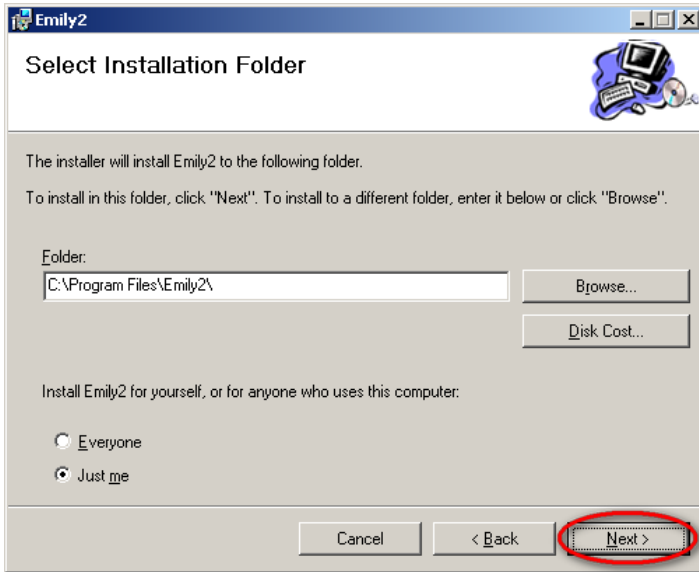 Emily2
Select Installation Folder
The installer will install Emily2 to the following folder.
To install in this folder, click "Next". To install to a different folder, enter it below or click "Browse".
Folder:
C:\Program Files\Emily2\
Browse...
Disk Cost...
Install Emily2 for yourself, or for anyone who uses this computer:
Everyone
Just me
Cancel
< Back
Next >